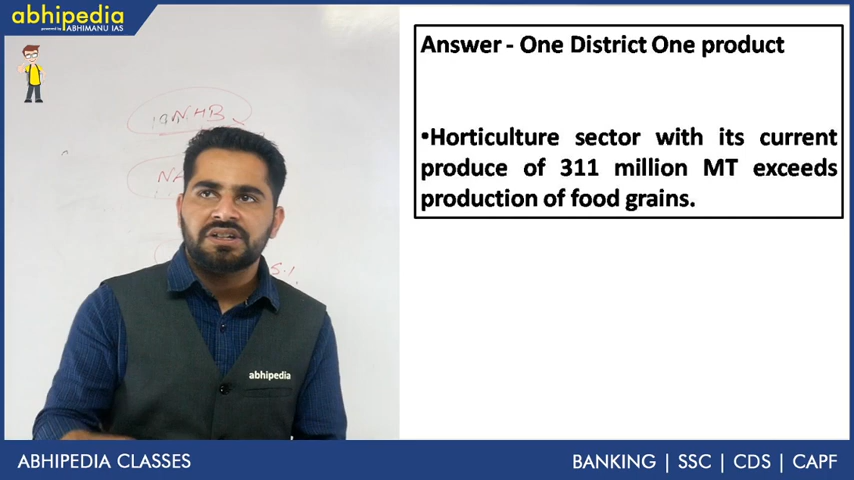 abhipedia
powered by ABHIMANU IAS
NHB
Answer - One District One product
•Horticulture sector with its current
produce of 311 million MT exceeds
production of food grains.
abhipedia
ABHIPEDIA CLASSES
BANKING | SSC | CDS | CAPF